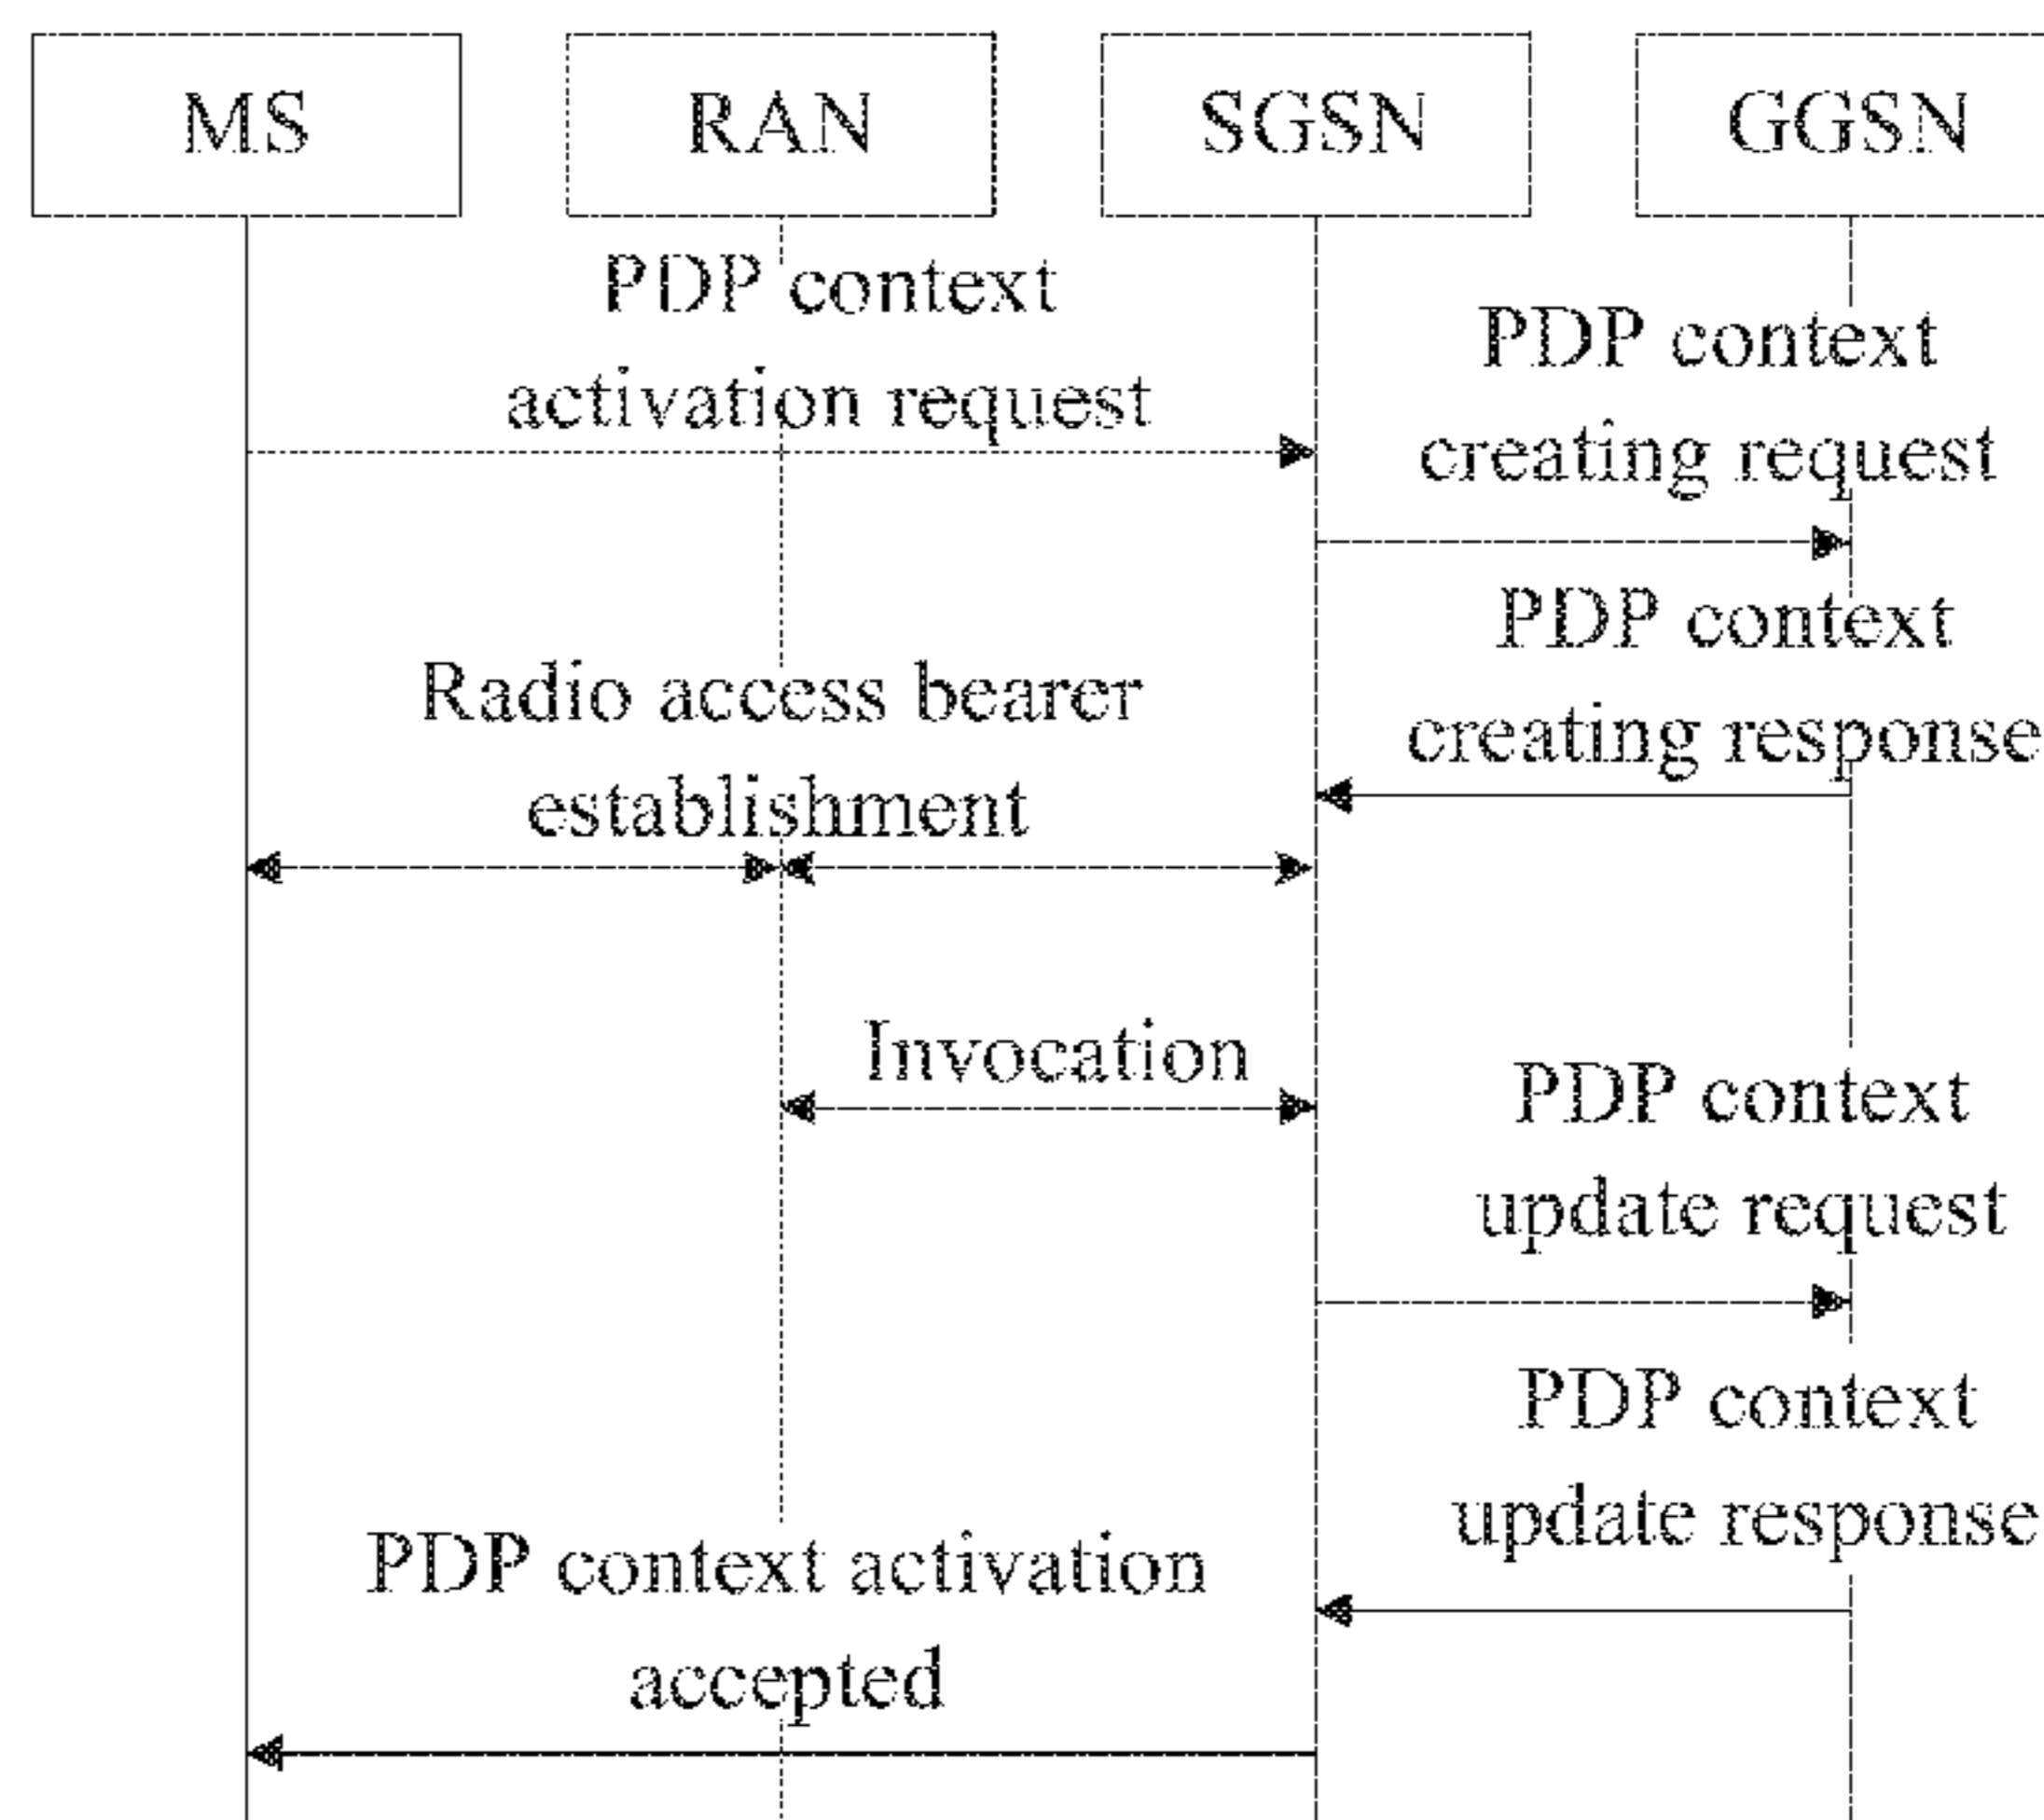 MS
RAN
SGSN
GGSN
PDP context
activation request
PDP context
creating request
PDP context
creating response
Radio access bearer
establishment
Invocation
PDP context
update request
PDP context
update response
PDP context activation
accepted